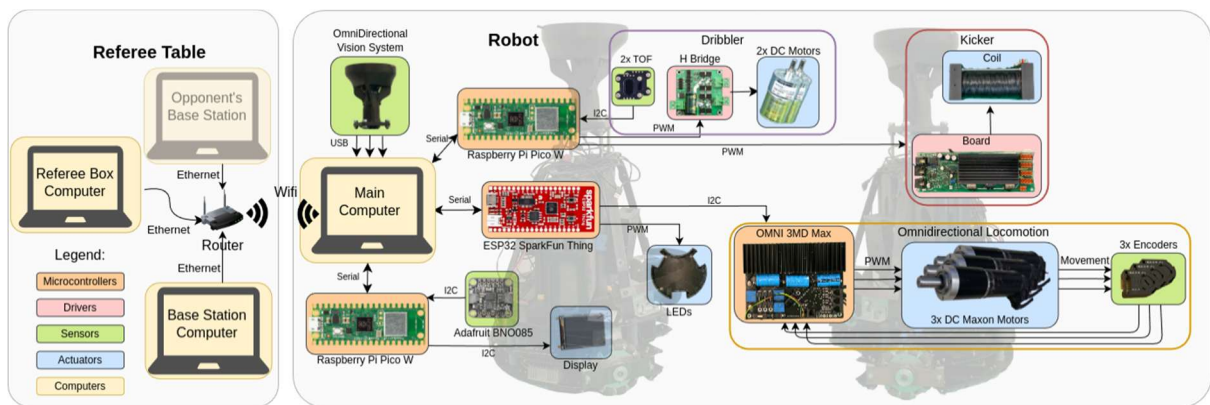 Referee Table
Opponent's
Base Station
Ethernet
Referee Box
Computer
Ethernet
Router
Wifi
Ethernet
Base Station
Computer
Legend:
Microcontrollers
Drivers
Sensors
Actuators
Computers
Robot
OmniDirectional
Vision System
USB
Main
Computer
Serial
Raspberry Pi Pico W
Dribbler
2x TOF
H Bridge
2x DC Motors
I2C
PWM
PWM
Kicker
Coil
Board
Serial
ESP32 SparkFun Thing
I2C
PWM
LEDs
Omnidirectional Locomotion
OMNI 3MD Max
PWM
3x DC Maxon Motors
Movement
3x Encoders
Serial
I2C
Adafruit BNO085
Raspberry Pi Pico W
I2C
Display